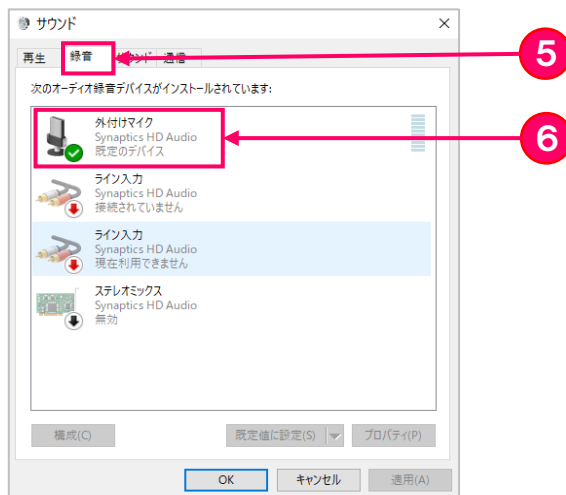 サウンド
再生 録音 サウンド 通信
5
次のオーディオ録音デバイスがインストールされています:
外付けマイク
Synaptics HD Audio
既定のデバイス
6
ライン入力
Synaptics HD Audio
接続されていません
ライン入力
Synaptics HD Audio
現在利用できません
ステレオミックス
Synaptics HD Audio
無効
構成(C) 既定値に設定(S) プロパティ(P)
OK キャンセル 適用(A)